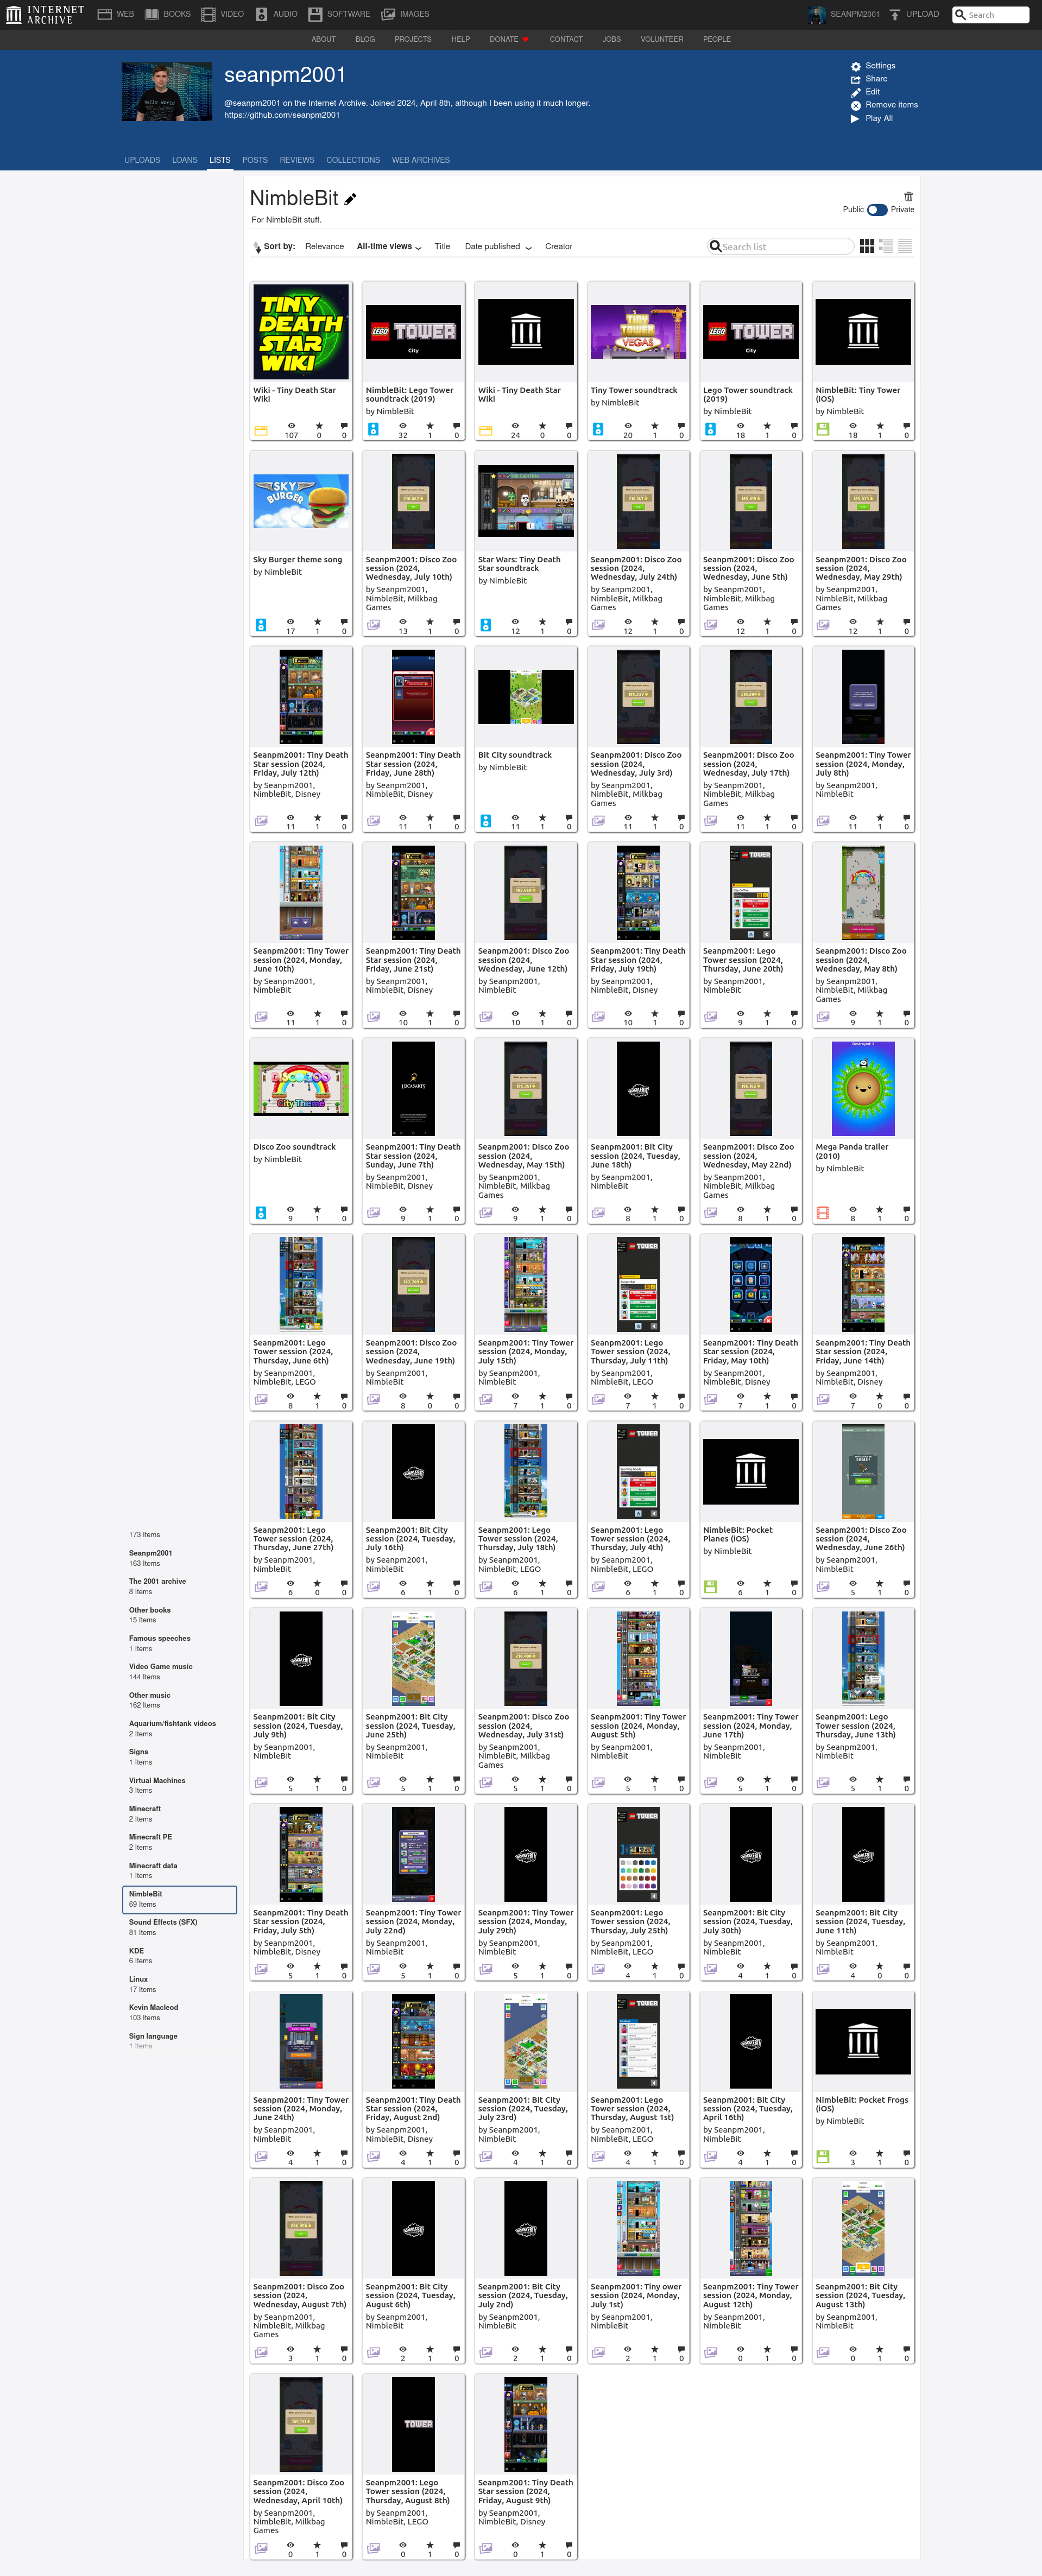 INTERNET ARCHIVE
WEB BOOKS VIDEO AUDIO SOFTWARE IMAGES SEANPM2001 UPLOAD Search
ABOUT BLOG PROJECTS HELP DONATE CONTACT JOBS VOLUNTEER PEOPLE
seanpm2001
@seanpm2001 on the Internet Archive. Joined 2024, April 8th, although I been using it much longer.
https://github.com/seanpm2001
Settings
Share
Edit
Remove items
Play All
UPLOADS LOANS LISTS POSTS REVIEWS COLLECTIONS WEB ARCHIVES
NimbleBit
For NimbleBit stuff.
Public Private
Sort by: Relevance All-time views Title Date published Creator Search list
TINY DEATH STAR WIKI
Wiki - Tiny Death Star Wiki
107 0 0
LEGO TOWER
City
NimbleBit: Lego Tower soundtrack (2019)
by NimbleBit
32 1 0
Wiki - Tiny Death Star Wiki
24 0 0
TINY TOWER VEGAS
Tiny Tower soundtrack
by NimbleBit
20 1 0
LEGO TOWER
City
Lego Tower soundtrack (2019)
by NimbleBit
18 1 0
NimbleBit: Tiny Tower (iOS)
by NimbleBit
18 1 0
SKY BURGER
Sky Burger theme song
by NimbleBit
17 1 0
Seanpm2001: Disco Zoo session (2024, Wednesday, July 10th)
by Seanpm2001, NimbleBit, Milkbag Games
13 1 0
Star Wars: Tiny Death Star soundtrack
by NimbleBit
12 1 0
Seanpm2001: Disco Zoo session (2024, Wednesday, July 24th)
by Seanpm2001, NimbleBit, Milkbag Games
12 1 0
Seanpm2001: Disco Zoo session (2024, Wednesday, June 5th)
by Seanpm2001, NimbleBit, Milkbag Games
12 1 0
Seanpm2001: Disco Zoo session (2024, Wednesday, May 29th)
by Seanpm2001, NimbleBit, Milkbag Games
12 1 0
Seanpm2001: Tiny Death Star session (2024, Friday, July 12th)
by Seanpm2001, NimbleBit, Disney
11 1 0
Seanpm2001: Tiny Death Star session (2024, Friday, June 28th)
by Seanpm2001, NimbleBit, Disney
11 1 0
Bit City soundtrack
by NimbleBit
11 1 0
Seanpm2001: Disco Zoo session (2024, Wednesday, July 3rd)
by Seanpm2001, NimbleBit, Milkbag Games
11 1 0
Seanpm2001: Disco Zoo session (2024, Wednesday, July 17th)
by Seanpm2001, NimbleBit, Milkbag Games
11 1 0
Seanpm2001: Tiny Tower session (2024, Monday, July 8th)
by Seanpm2001, NimbleBit
11 1 0
Seanpm2001: Tiny Tower session (2024, Monday, June 10th)
by Seanpm2001, NimbleBit
11 1 0
Seanpm2001: Tiny Death Star session (2024, Friday, June 21st)
by Seanpm2001, NimbleBit, Disney
10 1 0
Seanpm2001: Disco Zoo session (2024, Wednesday, June 12th)
by Seanpm2001, NimbleBit
10 1 0
Seanpm2001: Tiny Death Star session (2024, Friday, July 19th)
by Seanpm2001, NimbleBit, Disney
10 1 0
Seanpm2001: Lego Tower session (2024, Thursday, June 20th)
by Seanpm2001, NimbleBit
9 1 0
Seanpm2001: Disco Zoo session (2024, Wednesday, May 8th)
by Seanpm2001, NimbleBit, Milkbag Games
9 1 0
DISCO ZOO
City Theme
Disco Zoo soundtrack
by NimbleBit
9 1 0
LUCASARTS
Seanpm2001: Tiny Death Star session (2024, Sunday, June 7th)
by Seanpm2001, NimbleBit, Disney
9 1 0
Seanpm2001: Disco Zoo session (2024, Wednesday, May 15th)
by Seanpm2001, NimbleBit, Milkbag Games
9 1 0
NIMBLEBIT
Seanpm2001: Bit City session (2024, Tuesday, June 18th)
by Seanpm2001, NimbleBit
8 1 0
Seanpm2001: Disco Zoo session (2024, Wednesday, May 22nd)
by Seanpm2001, NimbleBit, Milkbag Games
8 1 0
Mega Panda trailer (2010)
by NimbleBit
8 1 0
Seanpm2001: Lego Tower session (2024, Thursday, June 6th)
by Seanpm2001, NimbleBit, LEGO
8 1 0
Seanpm2001: Disco Zoo session (2024, Wednesday, June 19th)
by Seanpm2001, NimbleBit
8 0 0
Seanpm2001: Tiny Tower session (2024, Monday, July 15th)
by Seanpm2001, NimbleBit
7 1 0
Seanpm2001: Lego Tower session (2024, Thursday, July 11th)
by Seanpm2001, NimbleBit, LEGO
7 1 0
Seanpm2001: Tiny Death Star session (2024, Friday, May 10th)
by Seanpm2001, NimbleBit, Disney
7 1 0
Seanpm2001: Tiny Death Star session (2024, Friday, June 14th)
by Seanpm2001, NimbleBit, Disney
7 0 0
Seanpm2001: Lego Tower session (2024, Thursday, June 27th)
by Seanpm2001, NimbleBit
6 0 0
Seanpm2001: Bit City session (2024, Tuesday, July 16th)
by Seanpm2001, NimbleBit
6 1 0
Seanpm2001: Lego Tower session (2024, Thursday, July 18th)
by Seanpm2001, NimbleBit, LEGO
6 1 0
Seanpm2001: Lego Tower session (2024, Thursday, July 4th)
by Seanpm2001, NimbleBit, LEGO
6 1 0
NimbleBit: Pocket Planes (iOS)
by NimbleBit
6 1 0
Seanpm2001: Disco Zoo session (2024, Wednesday, June 26th)
by Seanpm2001, NimbleBit
5 1 0
Seanpm2001: Bit City session (2024, Tuesday, July 9th)
by Seanpm2001, NimbleBit
5 1 0
Seanpm2001: Bit City session (2024, Tuesday, June 25th)
by Seanpm2001, NimbleBit
5 1 0
Seanpm2001: Disco Zoo session (2024, Wednesday, July 31st)
by Seanpm2001, NimbleBit, Milkbag Games
5 1 0
Seanpm2001: Tiny Tower session (2024, Monday, August 5th)
by Seanpm2001, NimbleBit
5 1 0
Seanpm2001: Tiny Tower session (2024, Monday, June 17th)
by Seanpm2001, NimbleBit
5 1 0
Seanpm2001: Lego Tower session (2024, Thursday, June 13th)
by Seanpm2001, NimbleBit
5 1 0
Seanpm2001: Tiny Death Star session (2024, Friday, July 5th)
by Seanpm2001, NimbleBit, Disney
5 1 0
Seanpm2001: Tiny Tower session (2024, Monday, July 22nd)
by Seanpm2001, NimbleBit
5 1 0
Seanpm2001: Tiny Tower session (2024, Monday, July 29th)
by Seanpm2001, NimbleBit
5 1 0
Seanpm2001: Lego Tower session (2024, Thursday, July 25th)
by Seanpm2001, NimbleBit, LEGO
4 1 0
Seanpm2001: Bit City session (2024, Tuesday, July 30th)
by Seanpm2001, NimbleBit
4 1 0
Seanpm2001: Bit City session (2024, Tuesday, June 11th)
by Seanpm2001, NimbleBit
4 0 0
Seanpm2001: Tiny Tower session (2024, Monday, June 24th)
by Seanpm2001, NimbleBit
4 1 0
Seanpm2001: Tiny Death Star session (2024, Friday, August 2nd)
by Seanpm2001, NimbleBit, Disney
4 1 0
Seanpm2001: Bit City session (2024, Tuesday, July 23rd)
by Seanpm2001, NimbleBit
4 1 0
Seanpm2001: Lego Tower session (2024, Thursday, August 1st)
by Seanpm2001, NimbleBit, LEGO
4 1 0
Seanpm2001: Bit City session (2024, Tuesday, April 16th)
by Seanpm2001, NimbleBit
4 1 0
NimbleBit: Pocket Frogs (iOS)
by NimbleBit
3 1 0
Seanpm2001: Disco Zoo session (2024, Wednesday, August 7th)
by Seanpm2001, NimbleBit, Milkbag Games
3 1 0
Seanpm2001: Bit City session (2024, Tuesday, August 6th)
by Seanpm2001, NimbleBit
2 1 0
Seanpm2001: Bit City session (2024, Tuesday, July 2nd)
by Seanpm2001, NimbleBit
2 1 0
Seanpm2001: Tiny ower session (2024, Monday, July 1st)
by Seanpm2001, NimbleBit
2 1 0
Seanpm2001: Tiny Tower session (2024, Monday, August 12th)
by Seanpm2001, NimbleBit
0 1 0
Seanpm2001: Bit City session (2024, Tuesday, August 13th)
by Seanpm2001, NimbleBit
0 1 0
Seanpm2001: Disco Zoo session (2024, Wednesday, April 10th)
by Seanpm2001, NimbleBit, Milkbag Games
0 1 0
TOWER
Seanpm2001: Lego Tower session (2024, Thursday, August 8th)
by Seanpm2001, NimbleBit, LEGO
0 1 0
Seanpm2001: Tiny Death Star session (2024, Friday, August 9th)
by Seanpm2001, NimbleBit, Disney
0 1 0
173 Items
Seanpm2001
163 Items
The 2001 archive
8 Items
Other books
15 Items
Famous speeches
1 Items
Video Game music
144 Items
Other music
162 Items
Aquarium/fishtank videos
2 Items
Signs
1 Items
Virtual Machines
3 Items
Minecraft
2 Items
Minecraft PE
2 Items
Minecraft data
1 Items
NimbleBit
69 Items
Sound Effects (SFX)
81 Items
KDE
6 Items
Linux
17 Items
Kevin Macleod
103 Items
Sign language
1 Items